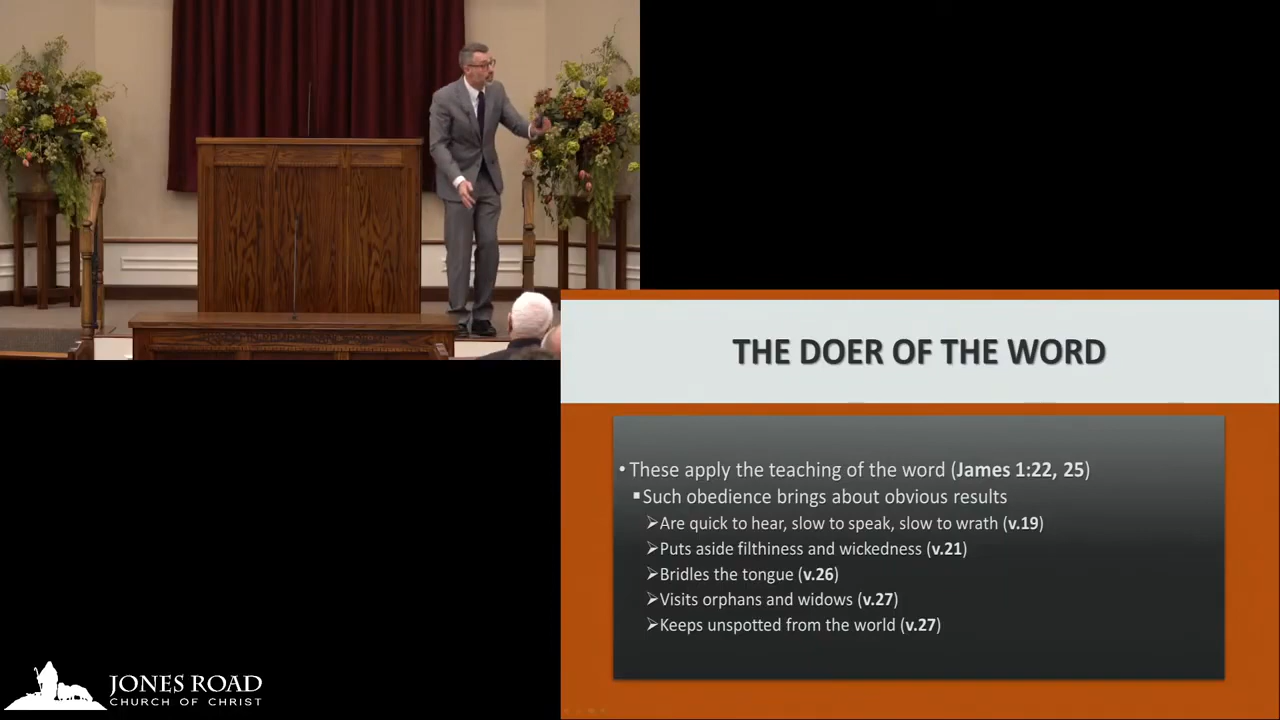 THE DOER OF THE WORD
• These apply the teaching of the word (James 1:22, 25)
▪ Such obedience brings about obvious results
➢ Are quick to hear, slow to speak, slow to wrath (v.19)
➢ Puts aside filthiness and wickedness (v.21)
➢ Bridles the tongue (v.26)
➢ Visits orphans and widows (v.27)
➢ Keeps unspotted from the world (v.27)
JONES ROAD
CHURCH OF CHRIST